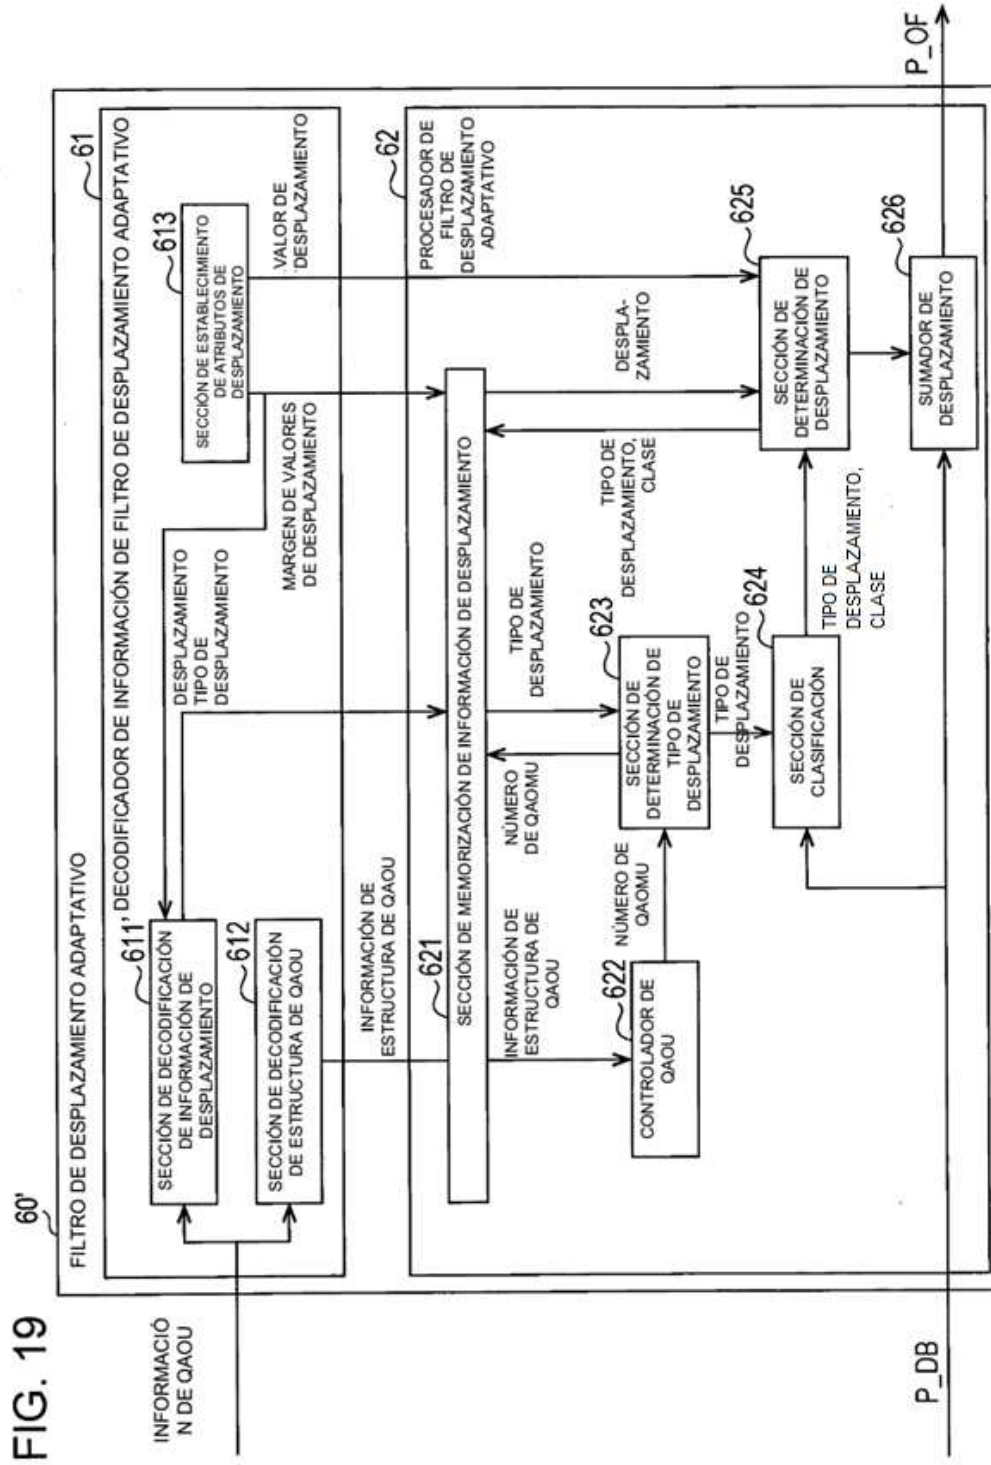 FIG. 19
60'
FILTRO DE DESPLAZAMIENTO ADAPTATIVO
61
, DECODIFICADOR DE INFORMACIÓN DE FILTRO DE DESPLAZAMIENTO ADAPTATIVO
INFORMACIÓ
N DE QAOU
611
SECCIÓN DE DECODIFICACIÓN
DE INFORMACIÓN DE
DESPLAZAMIENTO
612
SECCIÓN DE DECODIFICACIÓN
DE ESTRUCTURA DE QAOU
DESPLAZAMIENTO
TIPO DE
DESPLAZAMIENTO
613
SECCIÓN DE ESTABLECIMIENTO
DE ATRIBUTOS DE
DESPLAZAMIENTO
MARGEN DE VALORES
DE DESPLAZAMIENTO
VALOR DE
DESPLAZAMIENTO
INFORMACIÓN DE
ESTRUCTURA DE QAOU
62
PROCESADOR DE
FILTRO DE
DESPLAZAMIENTO
ADAPTATIVO
621
SECCIÓN DE MEMORIZACIÓN DE INFORMACIÓN DE DESPLAZAMIENTO
INFORMACIÓN DE
ESTRUCTURA DE
QAOU
NÚMERO
DE QAOMU
TIPO DE
DESPLAZAMIENTO
TIPO DE
DESPLAZAMIENTO,
CLASE
DESPLA-
ZAMIENTO
622
CONTROLADOR DE
QAOU
NÚMERO DE
QAOMU
623
SECCIÓN DE
DETERMINACIÓN DE
TIPO DE
DESPLAZAMIENTO
TIPO DE
DESPLAZAMIENTO
624
SECCIÓN DE
CLASIFICACIÓN
TIPO DE
DESPLAZAMIENTO,
CLASE
625
SECCIÓN DE
DETERMINACIÓN DE
DESPLAZAMIENTO
626
SUMADOR DE
DESPLAZAMIENTO
P_DB
P_OF